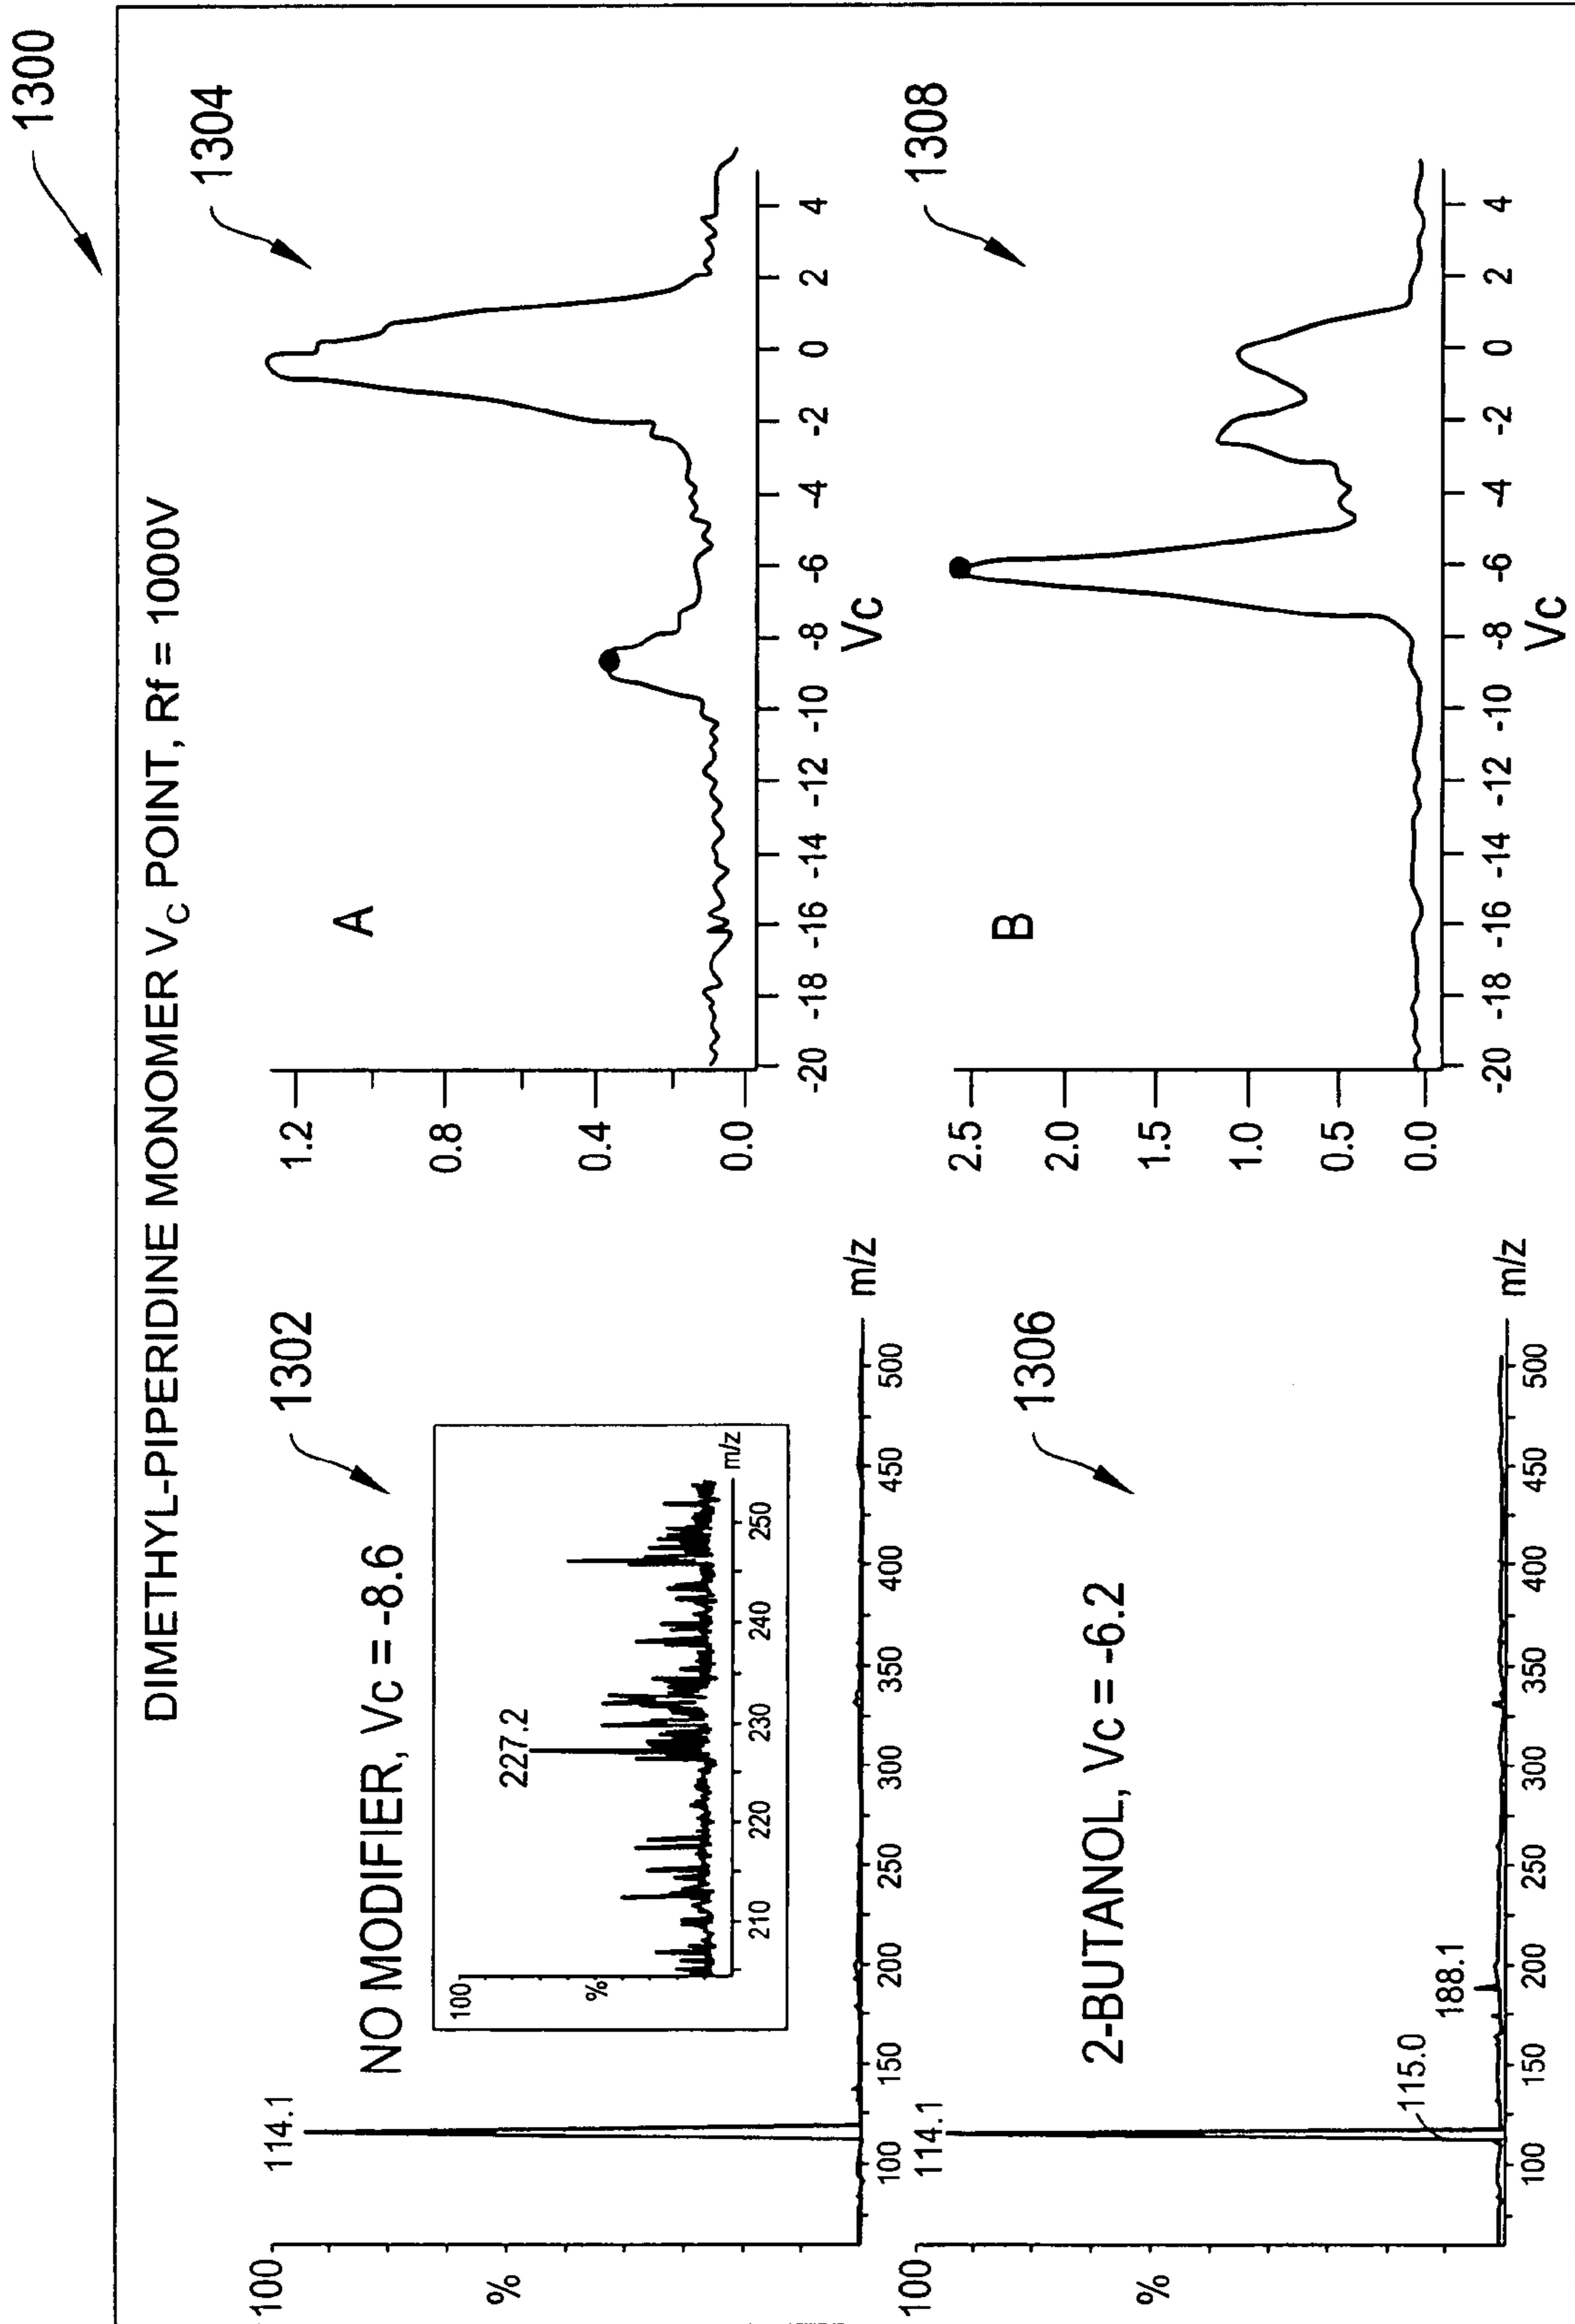 1300
DIMETHYL-PIPERIDINE MONOMER VC POINT, Rf = 1000V
1302
NO MODIFIER, Vc = -8.6
100
%
114.1
100 150 200 250 300 350 400 450 500
m/z
100
%
227.2
210 220 230 240 250
m/z
1304
A
1.2
0.8
0.4
0.0
-20 -18 -16 -14 -12 -10 -8 -6 -4 -2 0 2 4
Vc
1306
2-BUTANOL, Vc = -6.2
100
%
114.1
115.0
188.1
100 150 200 250 300 350 400 450 500
m/z
1308
B
2.5
2.0
1.5
1.0
0.5
0.0
-20 -18 -16 -14 -12 -10 -8 -6 -4 -2 0 2 4
Vc